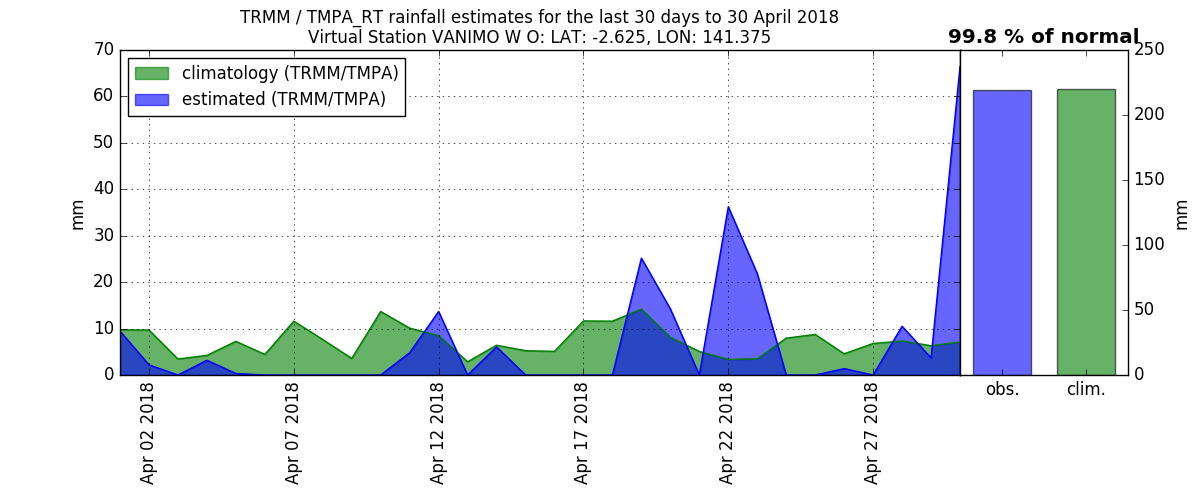 TRMM / TMPA_RT rainfall estimates for the last 30 days to 30 April 2018
Virtual Station VANIMO W O: LAT: -2.625, LON: 141.375
99.8 % of normal
climatology (TRMM/TMPA)
estimated (TRMM/TMPA)
70
60
50
40
30
20
10
0
mm
Apr 02 2018
Apr 07 2018
Apr 12 2018
Apr 17 2018
Apr 22 2018
Apr 27 2018
obs.
clim.
250
200
150
100
50
0
mm